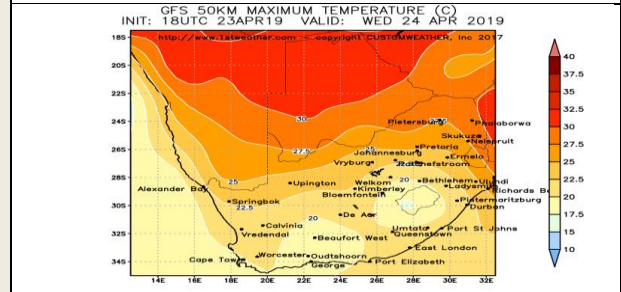 GFS 50KM MAXIMUM TEMPERATURE (C)
INIT: 18UTC 23APR19 VALID: WED 24 APR 2019
http://www.1stweather.com - copyright CUSTOMWEATHER, Inc 2017
18S
20S
22S
24S
26S
28S
30S
32S
34S
14E 16E 18E 20E 22E 24E 26E 28E 30E 32E
40
37.5
35
32.5
30
27.5
25
22.5
20
17.5
15
10
30
27.5
25
25
22.5
20
20
Pietersburg
Phalaborwa
Skukuza
Nelspruit
Johannesburg
Pretoria
Ermelo
Vryburg
Potchefstroom
Welkom
Bethlehem
Ulundi
Alexander Bay
Upington
Kimberley
Ladysmith
Richards B
Bloemfontein
Springbok
Pietermaritzburg
Durban
De Aar
Calvinia
Vredendal
Umtata
Port St Johns
Beaufort West
Queenstown
East London
Cape Town
Worcester
Oudtshoorn
George
Port Elizabeth